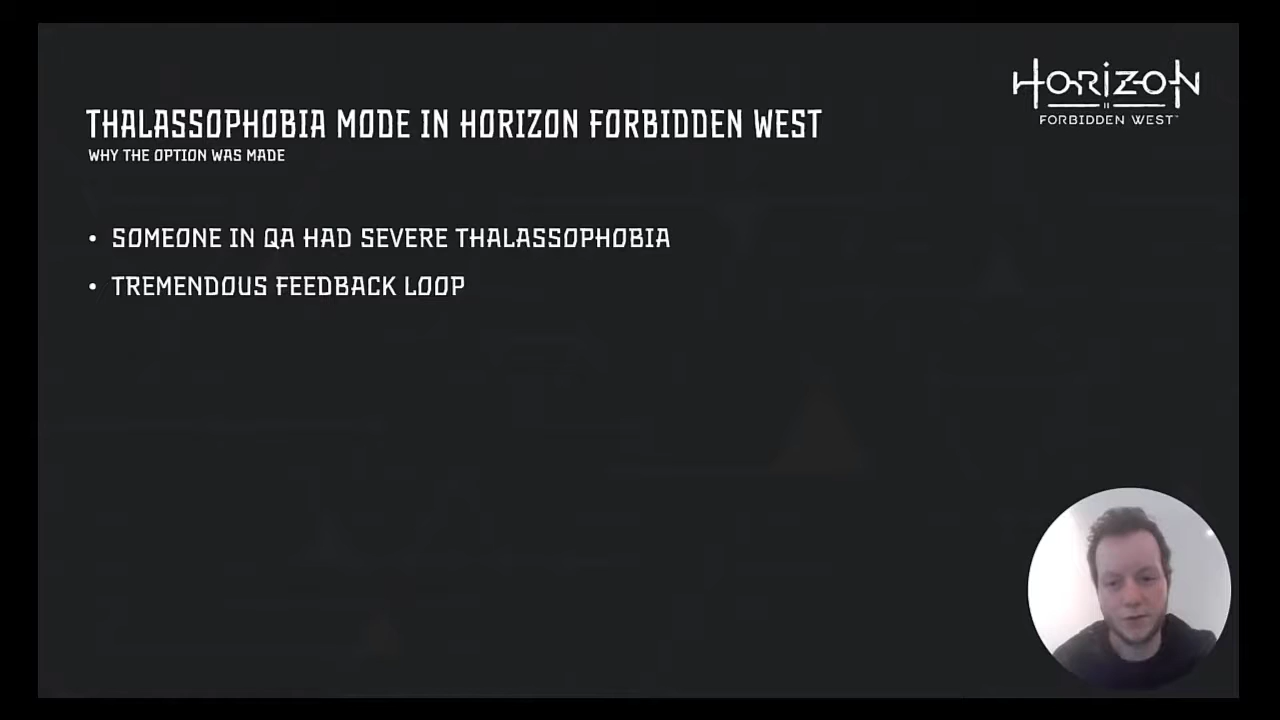 HORIZON
FORBIDDEN WEST™
THALASSOPHOBIA MODE IN HORIZON FORBIDDEN WEST
WHY THE OPTION WAS MADE
• SOMEONE IN QA HAD SEVERE THALASSOPHOBIA
• TREMENDOUS FEEDBACK LOOP